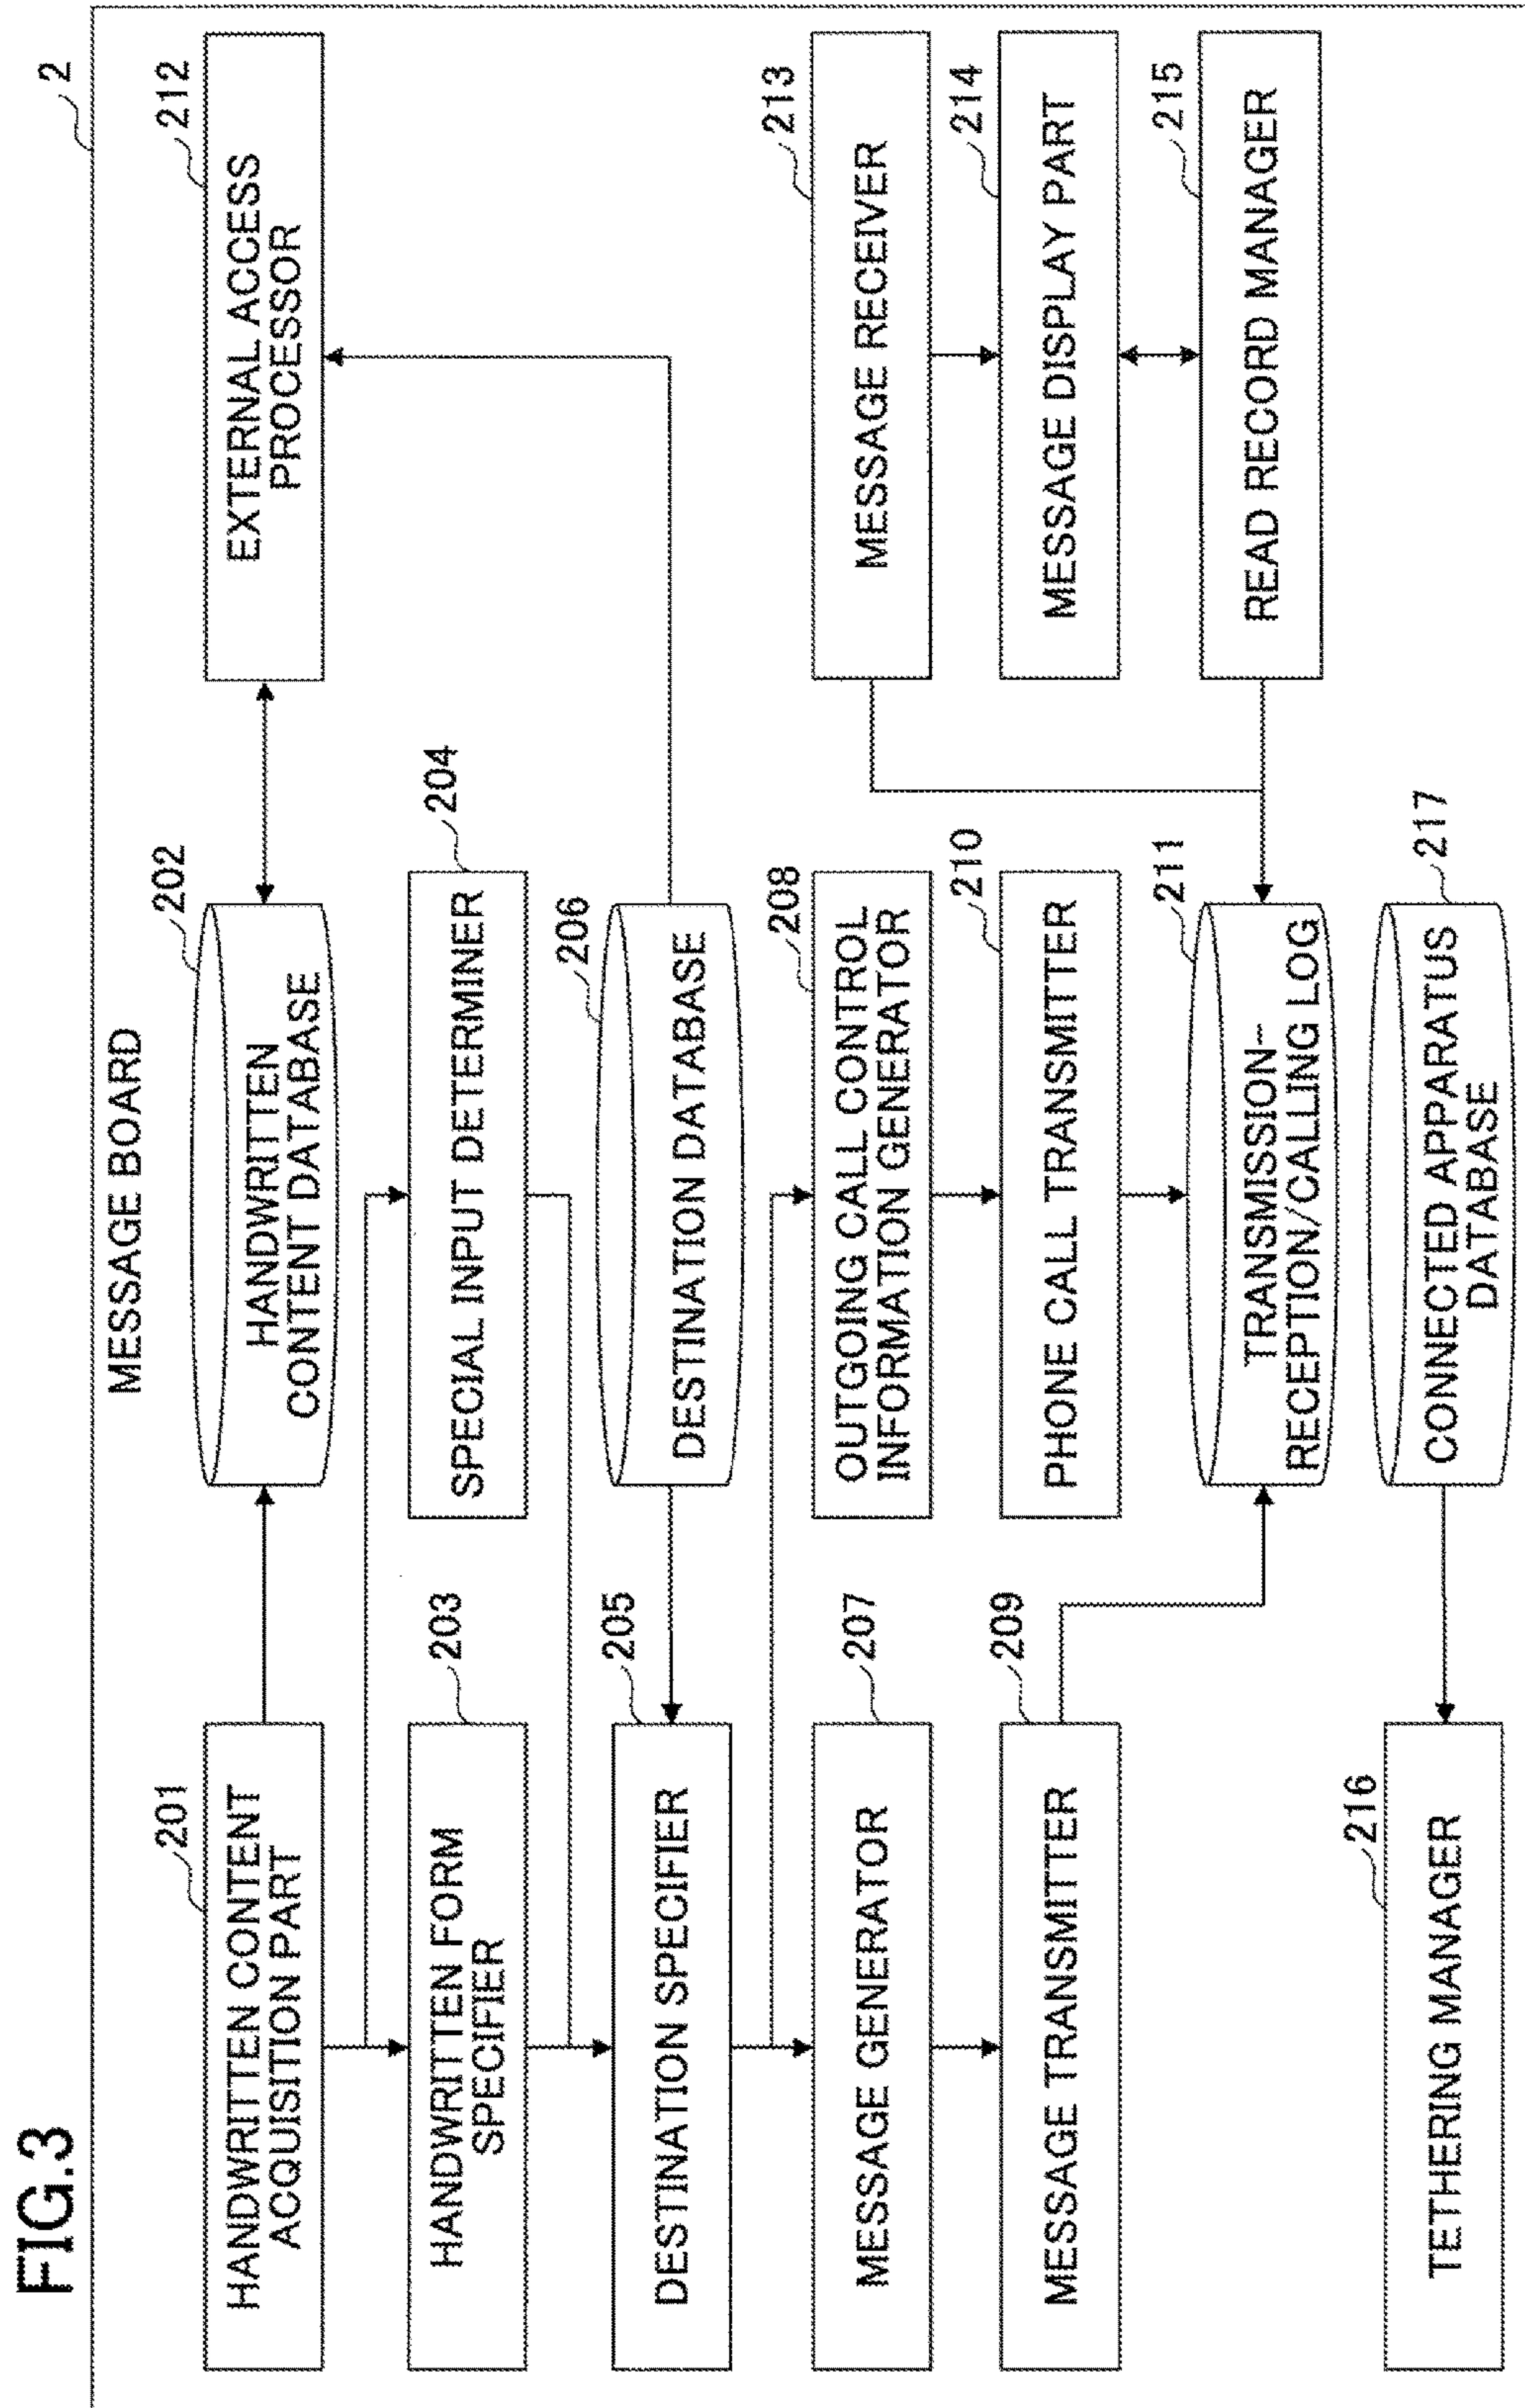 FIG.3
2
MESSAGE BOARD
201
HANDWRITTEN CONTENT
ACQUISITION PART
202
HANDWRITTEN
CONTENT DATABASE
212
EXTERNAL ACCESS
PROCESSOR
203
HANDWRITTEN FORM
SPECIFIER
204
SPECIAL INPUT DETERMINER
205
DESTINATION SPECIFIER
206
DESTINATION DATABASE
207
MESSAGE GENERATOR
208
OUTGOING CALL CONTROL
INFORMATION GENERATOR
213
MESSAGE RECEIVER
209
MESSAGE TRANSMITTER
210
PHONE CALL TRANSMITTER
214
MESSAGE DISPLAY PART
211
TRANSMISSION-
RECEPTION/CALLING LOG
215
READ RECORD MANAGER
216
TETHERING MANAGER
217
CONNECTED APPARATUS
DATABASE